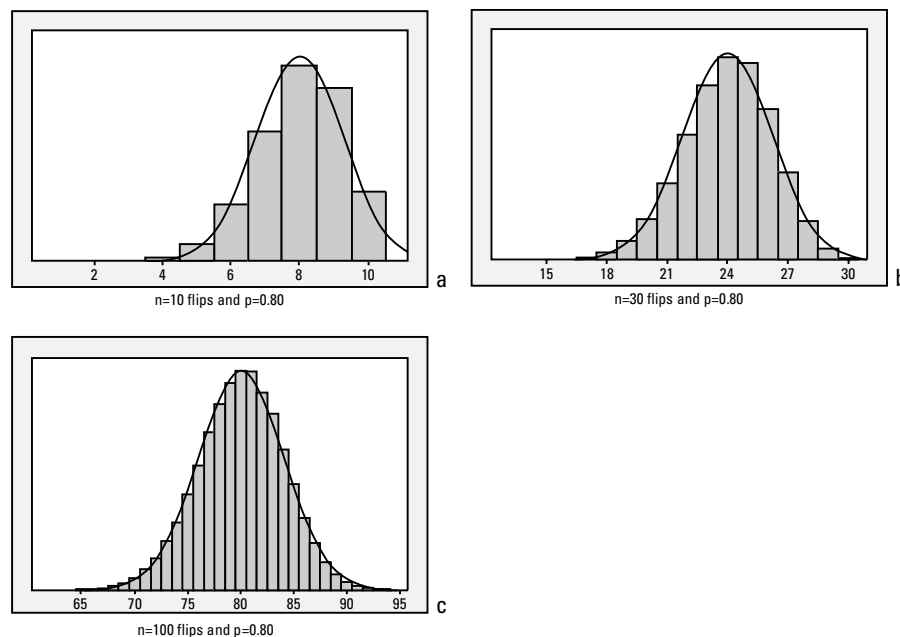 2 4 6 8 10
a
n=10 flips and p=0.80
15 18 21 24 27 30
b
n=30 flips and p=0.80
65 70 75 80 85 90 95
c
n=100 flips and p=0.80